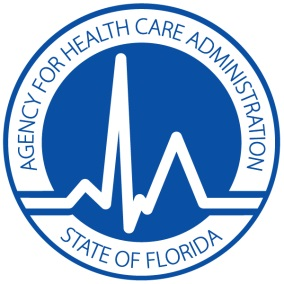 AGENCY FOR HEALTH CARE ADMINISTRATION
STATE OF FLORIDA